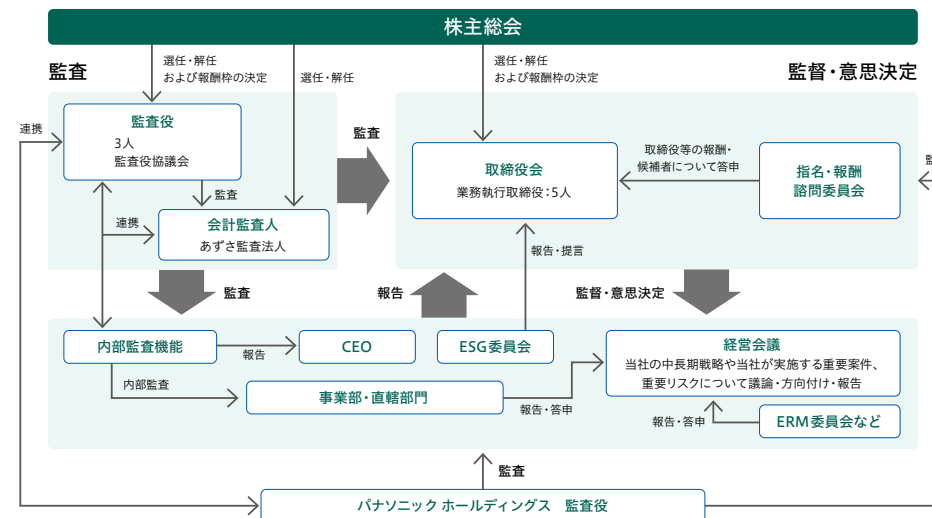 株主総会
監査
選任・解任
および報酬枠の決定
選任・解任
選任・解任
および報酬枠の決定
監督・意思決定
連携
監査役
3人
監査役協議会
監査
連携
会計監査人
あずさ監査法人
監査
取締役会
業務執行取締役：5人
取締役等の報酬・
候補者について答申
指名・報酬
諮問委員会
報告・提言
監査
報告
監督・意思決定
内部監査機能
報告
CEO
ESG委員会
経営会議
当社の中長期戦略や当社が実施する重要案件、
重要リスクについて議論・方向付け・報告
内部監査
事業部・直轄部門
報告・答申
報告・答申
ERM委員会など
監査
パナソニック ホールディングス　監査役